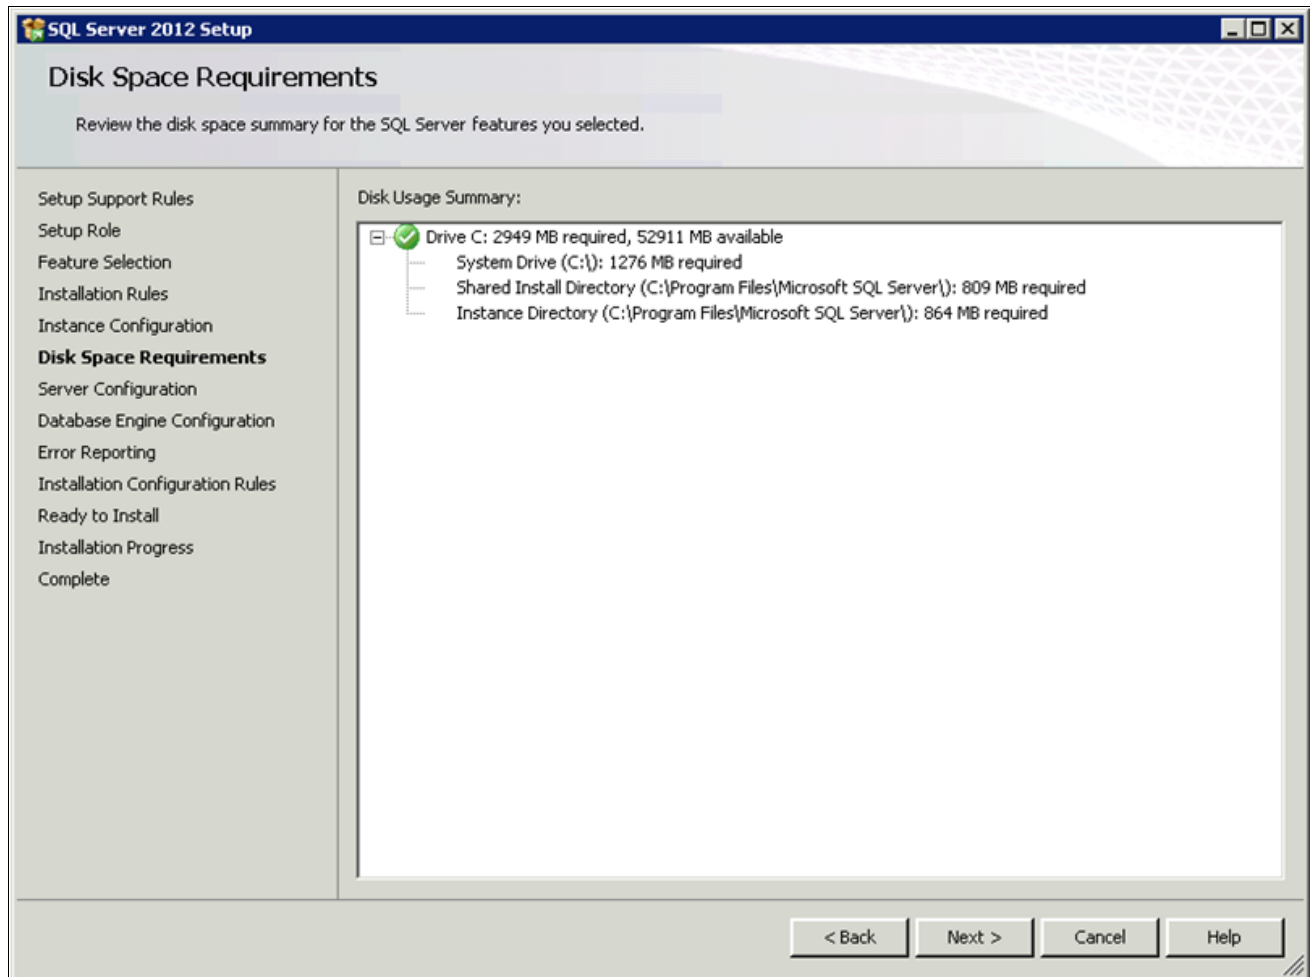 SQL Server 2012 Setup
Disk Space Requirements
Review the disk space summary for the SQL Server features you selected.
Setup Support Rules
Setup Role
Feature Selection
Installation Rules
Instance Configuration
Disk Space Requirements
Server Configuration
Database Engine Configuration
Error Reporting
Installation Configuration Rules
Ready to Install
Installation Progress
Complete
Disk Usage Summary:
Drive C: 2949 MB required, 52911 MB available
System Drive (C:\): 1276 MB required
Shared Install Directory (C:\Program Files\Microsoft SQL Server\): 809 MB required
Instance Directory (C:\Program Files\Microsoft SQL Server\): 864 MB required
< Back
Next >
Cancel
Help